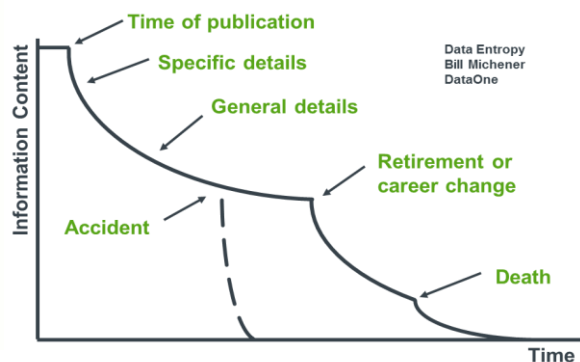 Time of publication
Specific details
General details
Data Entropy
Bill Michener
DataOne
Retirement or
career change
Accident
Death
Information Content
Time